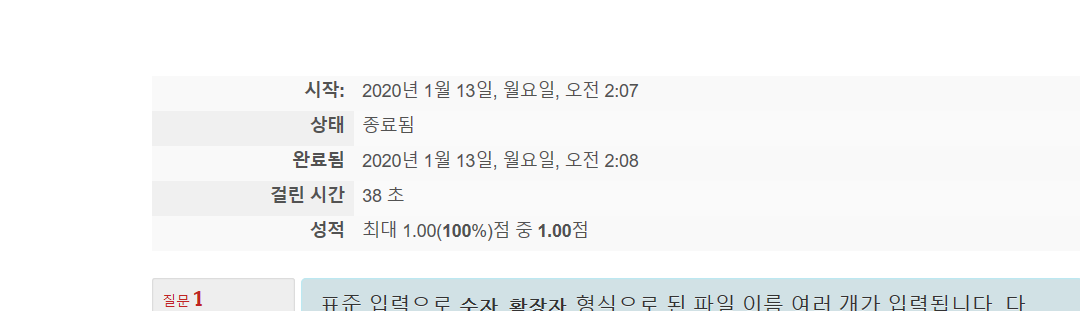 시작: 2020년 1월 13일, 월요일, 오전 2:07
상태 종료됨
완료됨 2020년 1월 13일, 월요일, 오전 2:08
걸린 시간 38 초
성적 최대 1.00(100%)점 중 1.00점
질문 1
표준 입력으로 숫자.확장자 형식으로 된 파일 이름 여러 개가 입력됩니다. 다